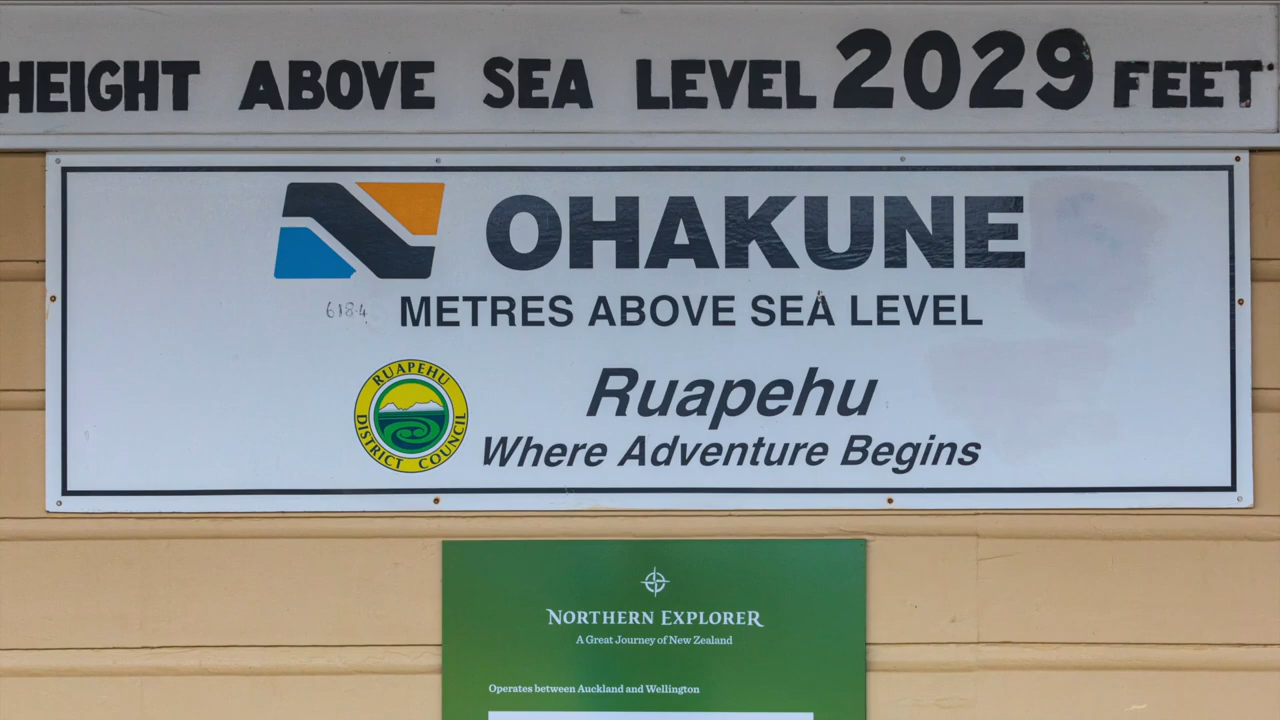 HEIGHT ABOVE SEA LEVEL 2029 FEET
OHAKUNE
618.4 METRES ABOVE SEA LEVEL
RUAPEHU DISTRICT COUNCIL
Ruapehu
Where Adventure Begins
NORTHERN EXPLORER
A Great Journey of New Zealand
Operates between Auckland and Wellington